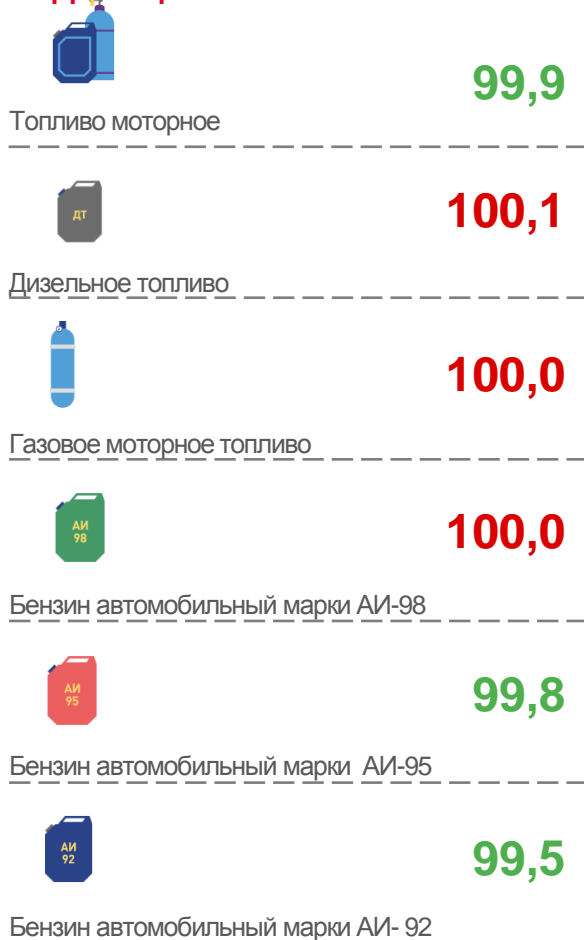 99,9
Топливо моторное
ДТ
100,1
Дизельное топливо
100,0
Газовое моторное топливо
АИ
98
100,0
Бензин автомобильный марки АИ-98
АИ
95
99,8
Бензин автомобильный марки АИ-95
АИ
92
99,5
Бензин автомобильный марки АИ- 92